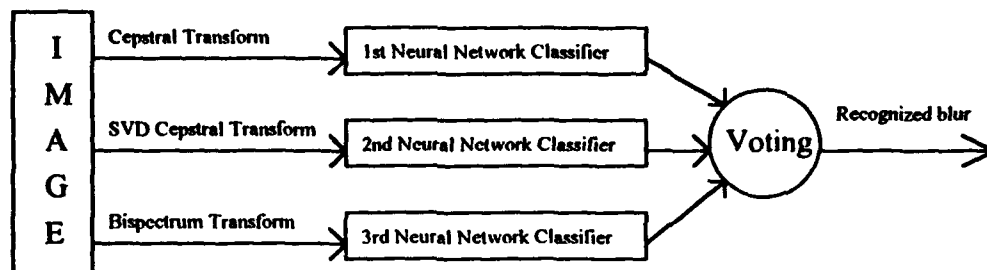 IMAGE
Cepstral Transform
1st Neural Network Classifier
SVD Cepstral Transform
2nd Neural Network Classifier
Bispectrum Transform
3rd Neural Network Classifier
Voting
Recognized blur